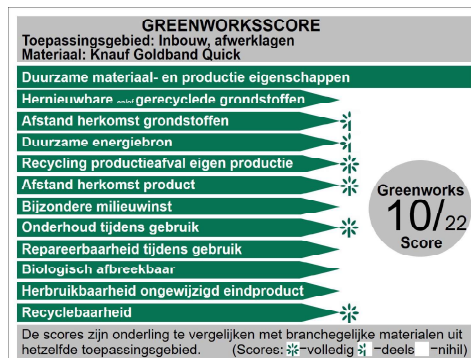 GREENWORKSSCORE
Toepassingsgebied: Inbouw, afwerklagen
Materiaal: Knauf Goldband Quick
Duurzame materiaal- en productie eigenschappen
Hernieuwbare en/of gerecyclede grondstoffen
Afstand herkomst grondstoffen
Duurzame energiebron
Recycling productieafval eigen productie
Afstand herkomst product
Bijzondere milieuwinst
Onderhoud tijdens gebruik
Repareerbaarheid tijdens gebruik
Biologisch afbreekbaar
Herbruikbaarheid ongewijzigd eindproduct
Recyclebaarheid
Greenworks
10/22
Score
De scores zijn onderling te vergelijken met branchegelijke materialen uit
hetzelfde toepassingsgebied. (Scores: =volledig =deels =nihil)